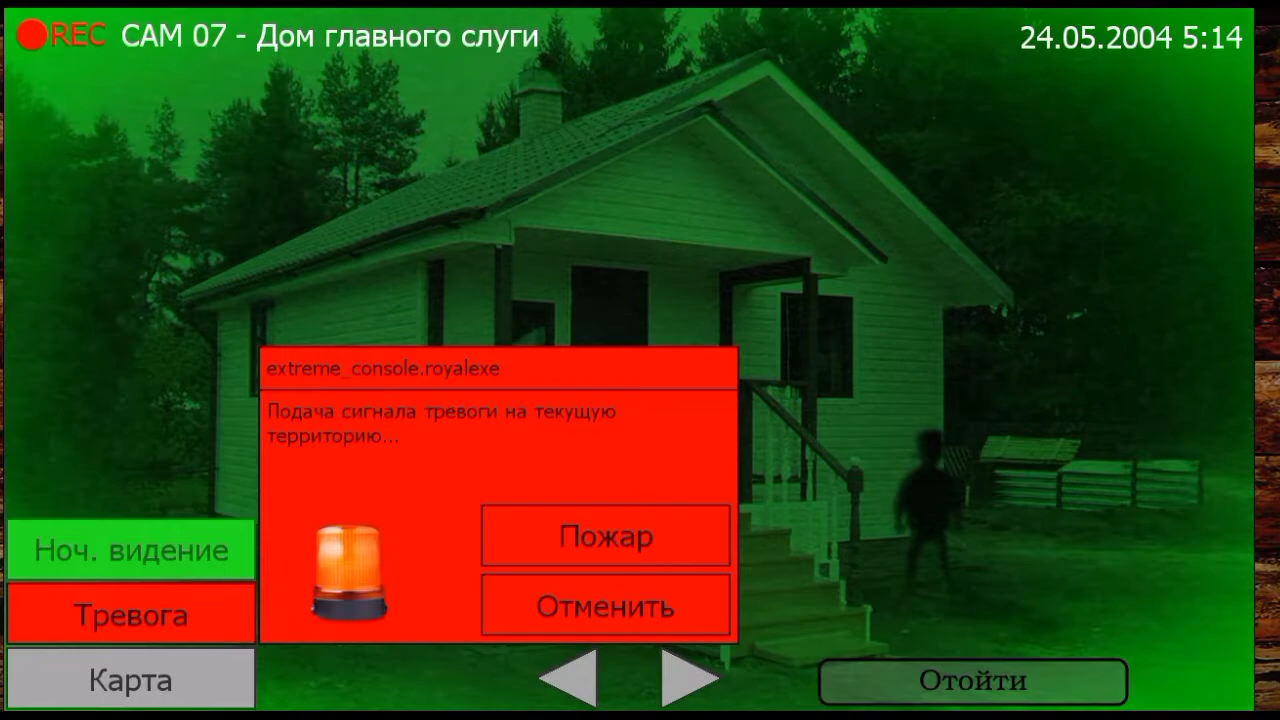 REC CAM 07 - Дом главного слуги
24.05.2004 5:14
extreme_console.royalexe
Подача сигнала тревоги на текущую
территорию...
Пожар
Отменить
Ноч. видение
Тревога
Карта
Отойти